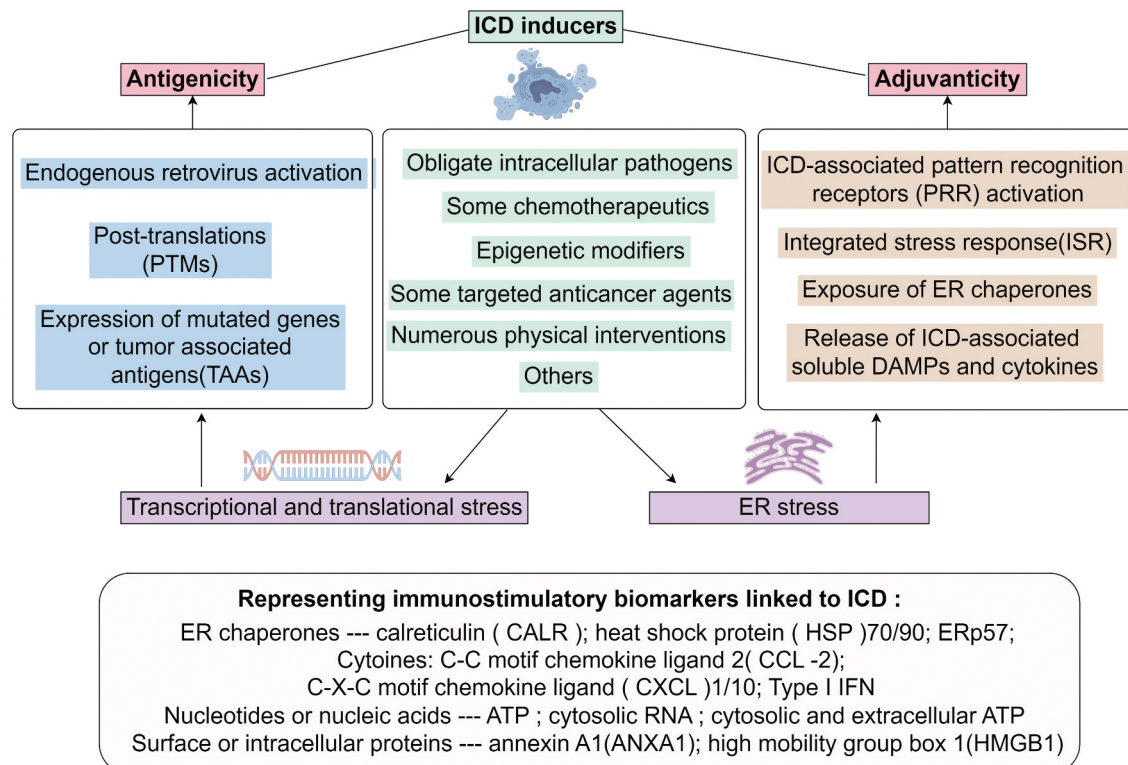 ICD inducers
Antigenicity
Adjuvanticity
Endogenous retrovirus activation
Post-translations
(PTMs)
Expression of mutated genes
or tumor associated
antigens(TAAs)
Obligate intracellular pathogens
Some chemotherapeutics
Epigenetic modifiers
Some targeted anticancer agents
Numerous physical interventions
Others
ICD-associated pattern recognition
receptors (PRR) activation
Integrated stress response(ISR)
Exposure of ER chaperones
Release of ICD-associated
soluble DAMPs and cytokines
Transcriptional and translational stress
ER stress
Representing immunostimulatory biomarkers linked to ICD :
ER chaperones --- calreticulin ( CALR ); heat shock protein ( HSP )70/90; ERp57;
Cytoines: C-C motif chemokine ligand 2( CCL -2);
C-X-C motif chemokine ligand ( CXCL )1/10; Type I IFN
Nucleotides or nucleic acids --- ATP ; cytosolic RNA ; cytosolic and extracellular ATP
Surface or intracellular proteins --- annexin A1(ANXA1); high mobility group box 1(HMGB1)